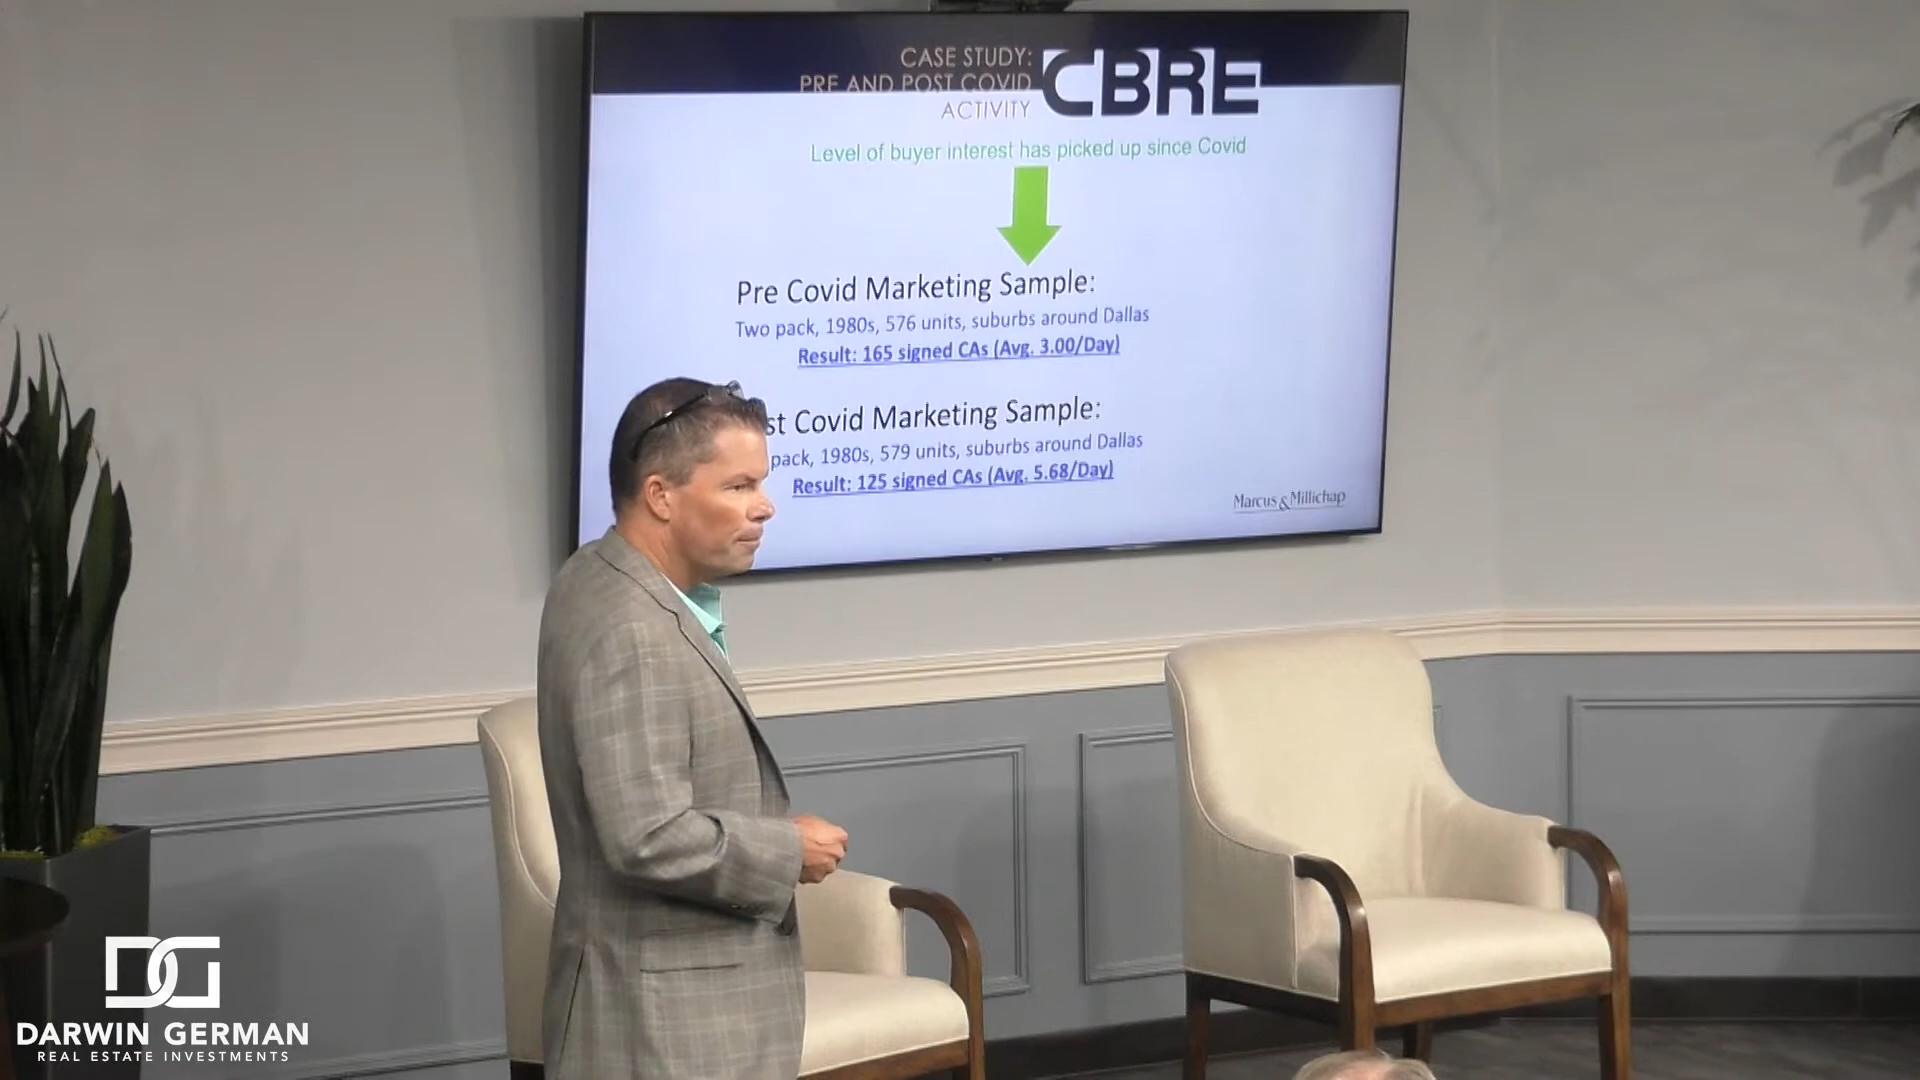 CASE STUDY:
PRE AND POST COVID
ACTIVITY
CBRE
Level of buyer interest has picked up since Covid
Pre Covid Marketing Sample:
Two pack, 1980s, 576 units, suburbs around Dallas
Result: 165 signed CAs (Avg. 3.00/Day)
st Covid Marketing Sample:
pack, 1980s, 579 units, suburbs around Dallas
Result: 125 signed CAs (Avg. 5.68/Day)
Marcus & Millichap
DG
DARWIN GERMAN
REAL ESTATE INVESTMENTS